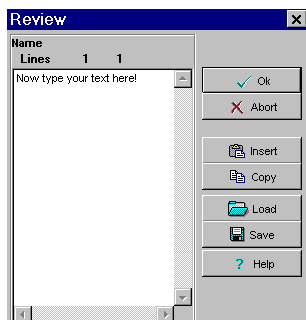 Review
Name
Lines 1 1
Now type your text here!
Ok
Abort
Insert
Copy
Load
Save
? Help